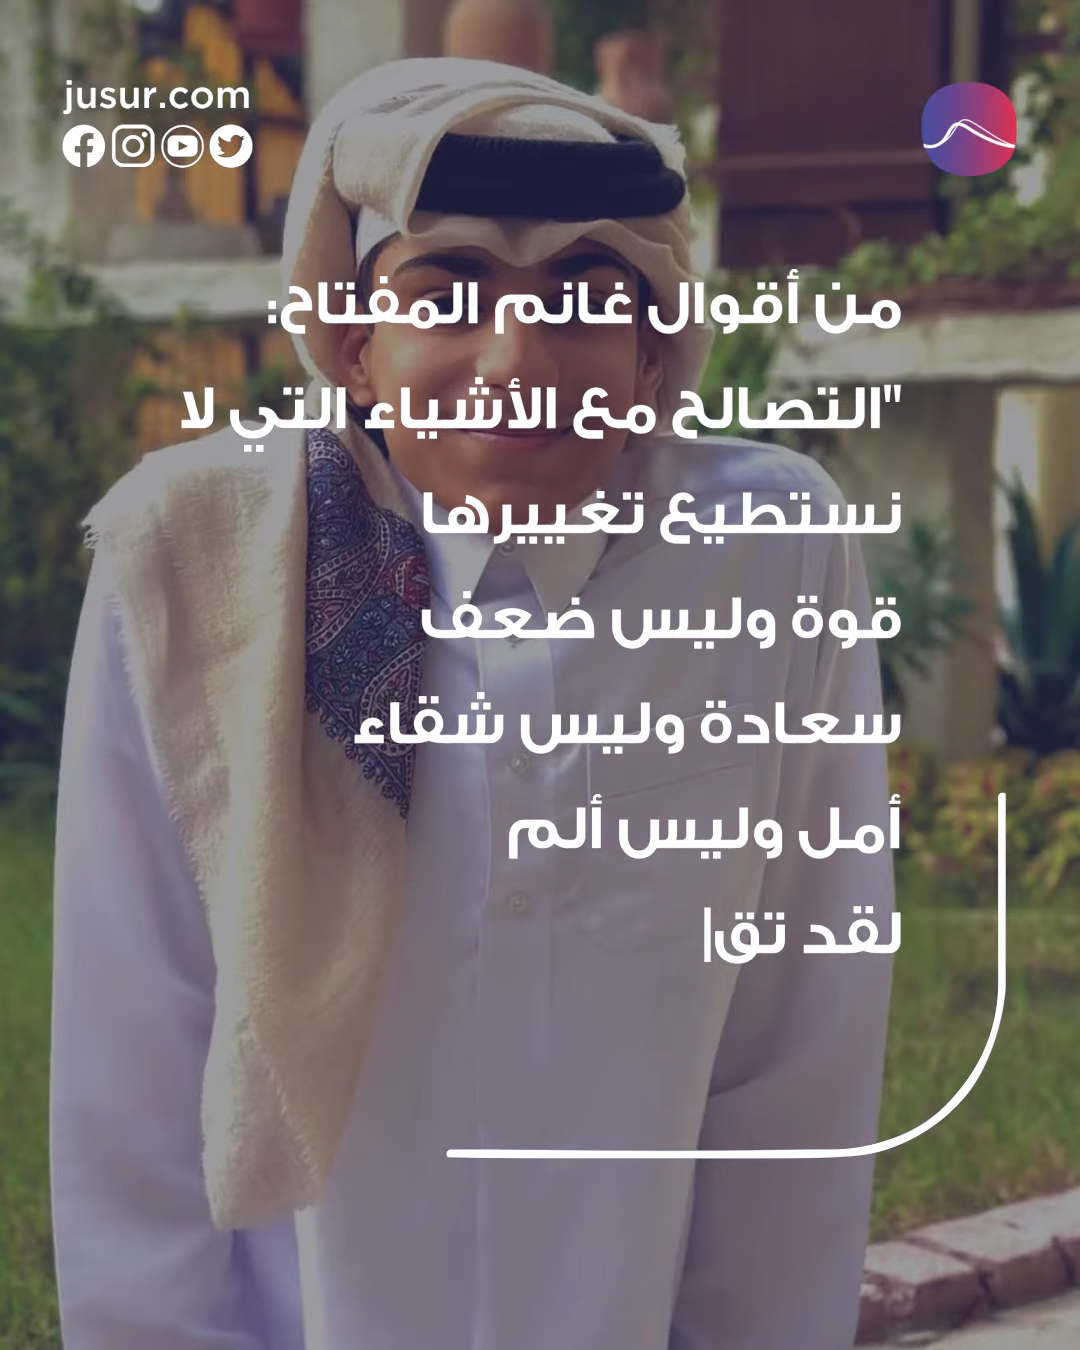 jusur.com
من أقوال غانم المفتاح:
"التصالح مع الأشياء التي لا
نستطيع تغييرها
قوة وليس ضعف
سعادة وليس شقاء
أمل وليس ألم
لقد تق|